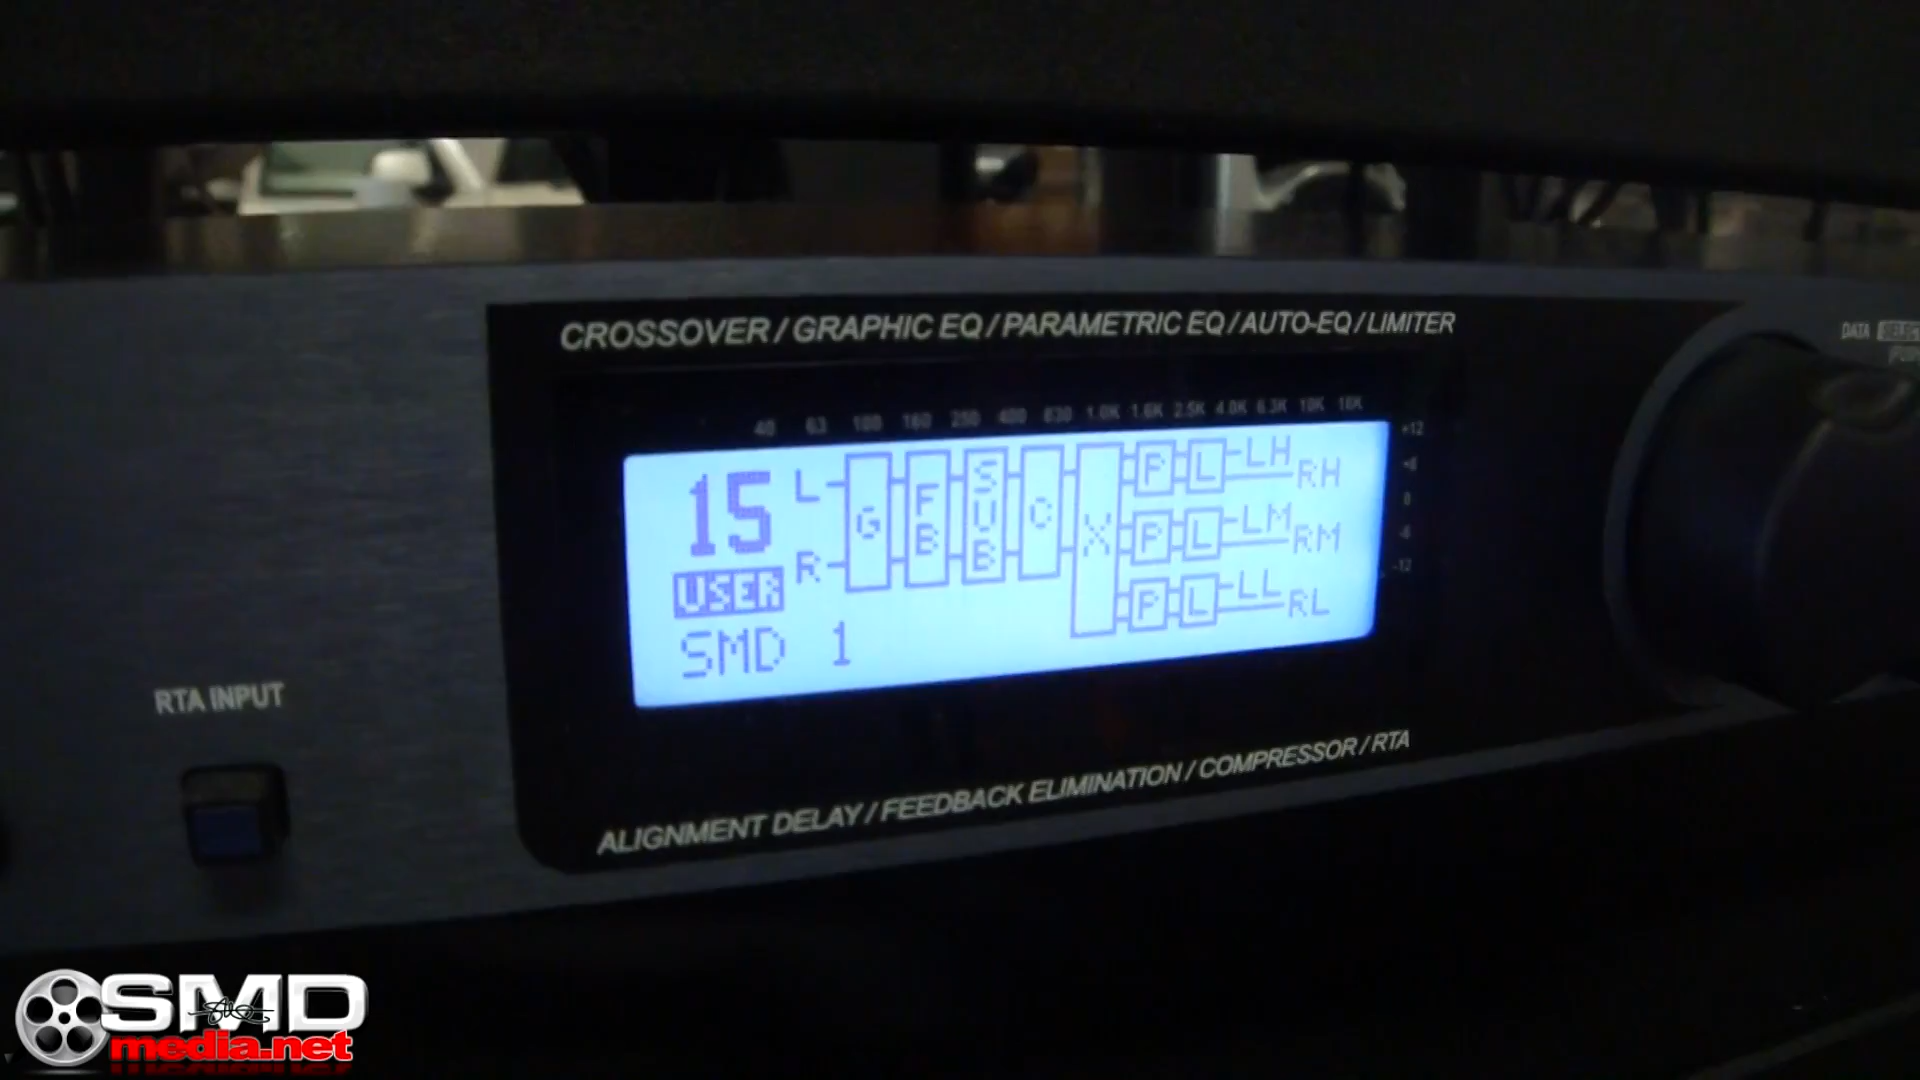 CROSSOVER / GRAPHIC EQ / PARAMETRIC EQ / AUTO-EQ / LIMITER
DATA
40 63 100 160 250 400 630 1.0K 1.6K 2.5K 4.0K 6.3K 10K 16K
+12
0
-12
15
USER
SMD 1
L
R
G
FB
SUB
C
X
P L LH
RH
P L LM
RM
P L LL
RL
RTA INPUT
ALIGNMENT DELAY / FEEDBACK ELIMINATION / COMPRESSOR / RTA
SMD
media.net